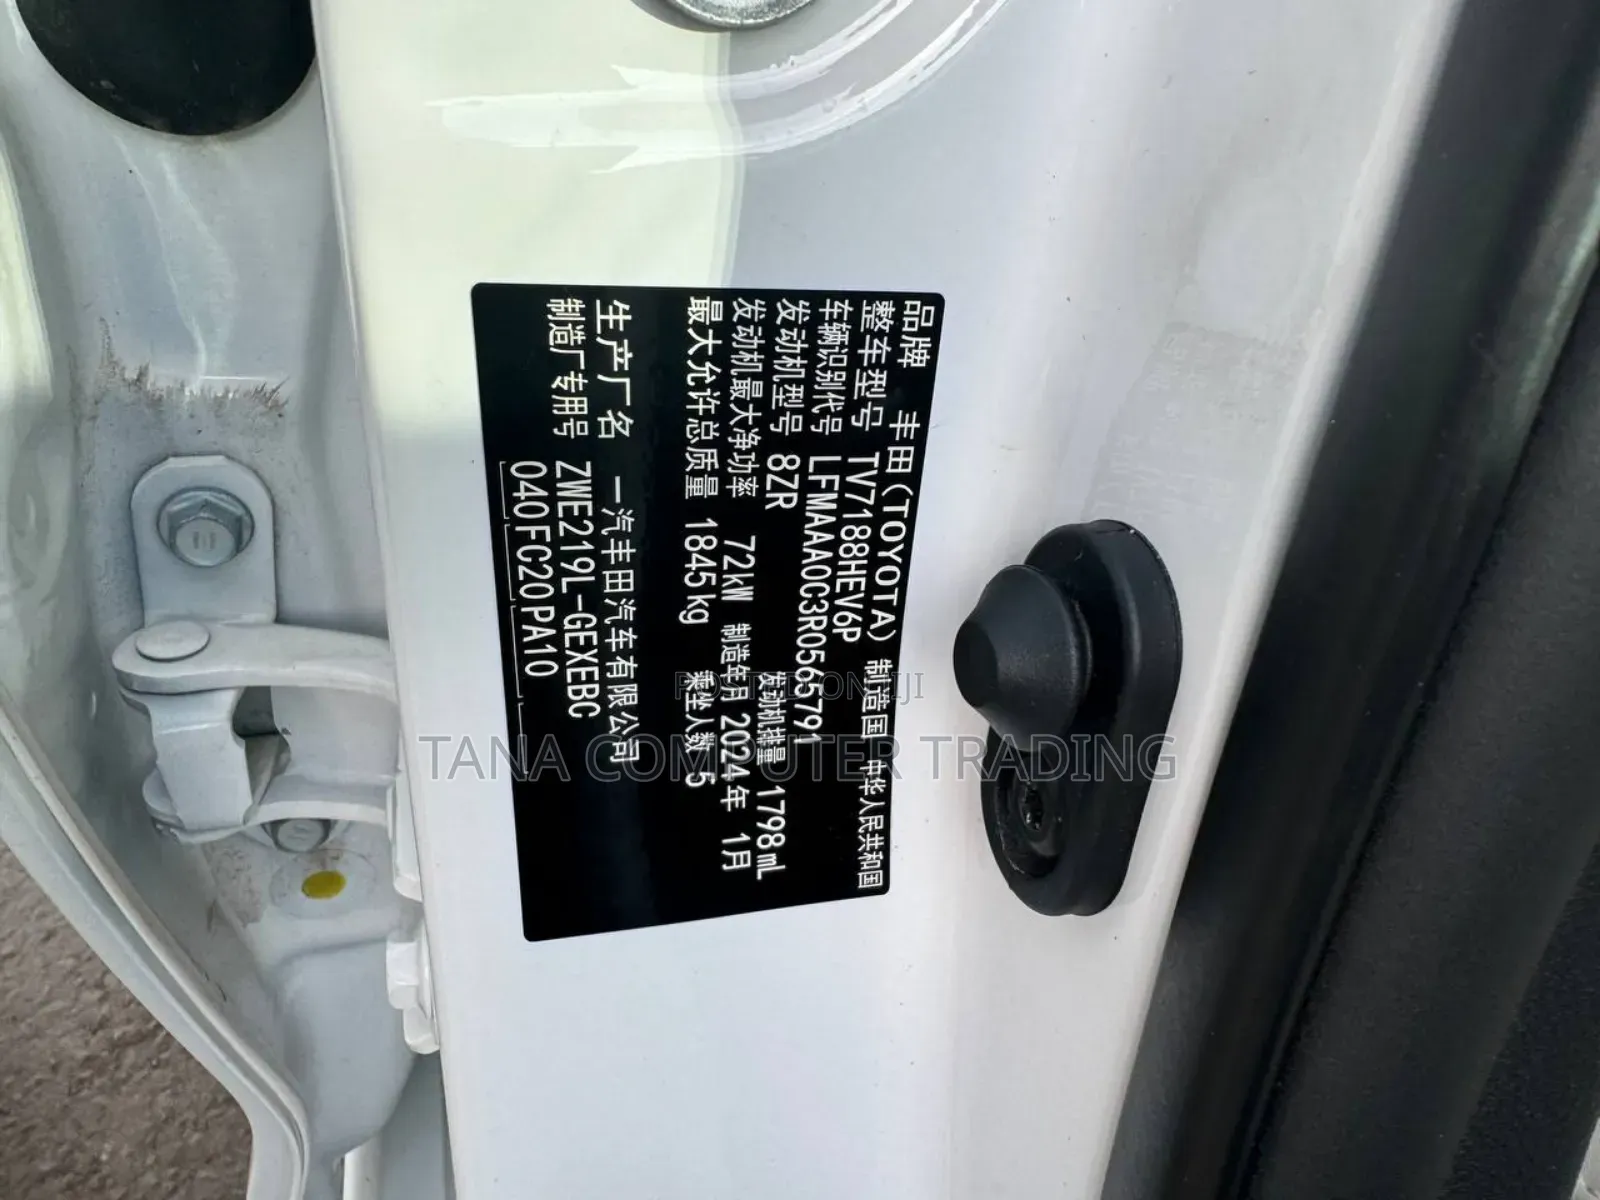 品牌 丰田(TOYOTA) 制造国 中华人民共和国
整车型号 TV7188HEV6P
车辆识别代号 LFMAAA0C3R0565791
发动机型号 8ZR 发动机排量 1798mL
发动机最大净功率 72kW 制造年月 2024年 1月
最大允许总质量 1845kg 乘坐人数 5
生产厂名 一汽丰田汽车有限公司
制造厂专用号 ZWE219L-GEXEBC
040FC20PA10
POSTED ON JIJI
TANA COMPUTER TRADING